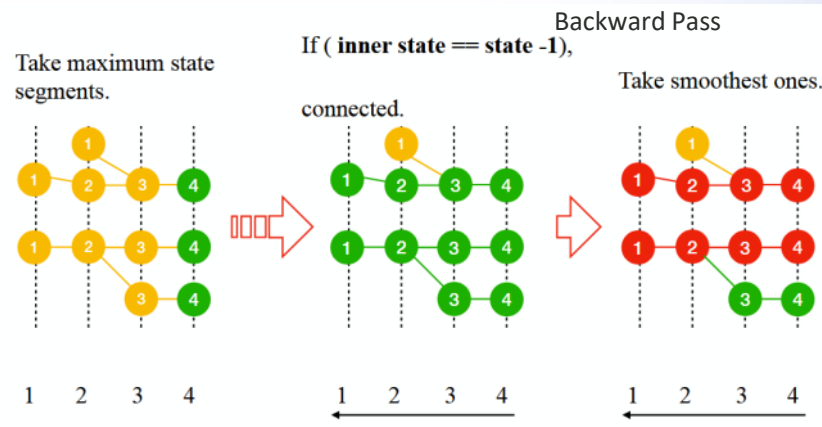 Backward Pass
Take maximum state
segments.
1
1 2 3 4
1 2 3 4
3 4
1 2 3 4
If ( inner state == state -1),
connected.
1
1 2 3 4
1 2 3 4
3 4
1 2 3 4
Take smoothest ones.
1
1 2 3 4
1 2 3 4
3 4
1 2 3 4